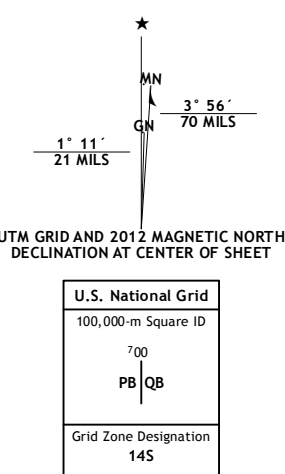 ★
MN
GN
3° 56´
70 MILS
1° 11´
21 MILS
UTM GRID AND 2012 MAGNETIC NORTH
DECLINATION AT CENTER OF SHEET
U.S. National Grid
100,000-m Square ID
⁷00
PB QB
Grid Zone Designation
14S